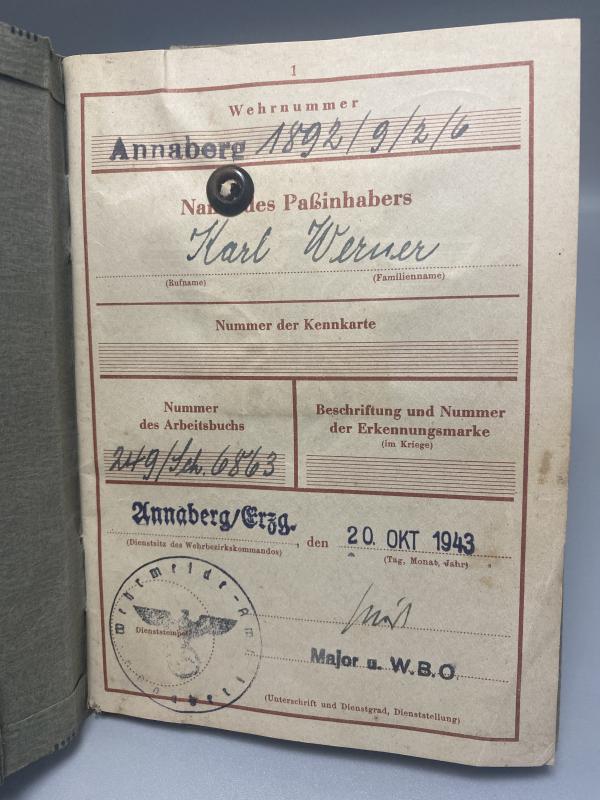 1
Wehrnummer
Annaberg 1892/9/2/6
des Paßinhabers
Karl Werner
(Rufname) (Familienname)
Nummer der Kennkarte
Nummer
des Arbeitsbuchs
249/Sch. 6863
Beschriftung und Nummer
der Erkennungsmarke
(im Kriege)
Annaberg/Erzg. , den 20. OKT 1943
(Dienstsitz des Wehrbezirkskommandos) (Tag, Monat, Jahr)
Wehrmelde-Amt
Dienststempel
Major u. W.B.O.
(Unterschrift und Dienstgrad, Dienststellung)